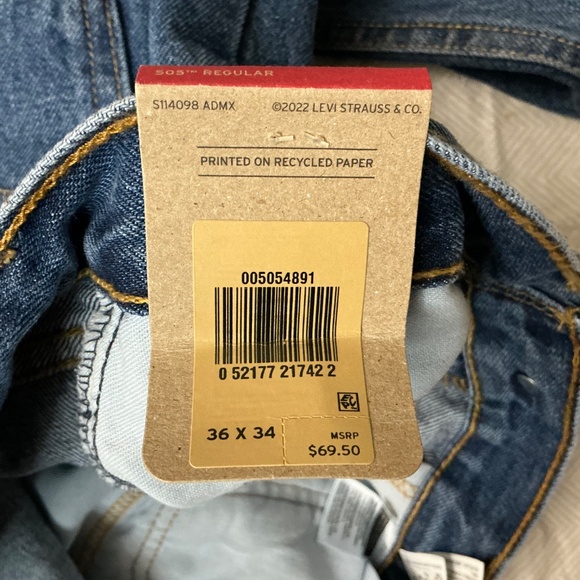 505™ REGULAR
S114098 ADMX ©2022 LEVI STRAUSS & CO.
PRINTED ON RECYCLED PAPER
005054891
0 52177 21742 2
36 X 34
MSRP
$69.50